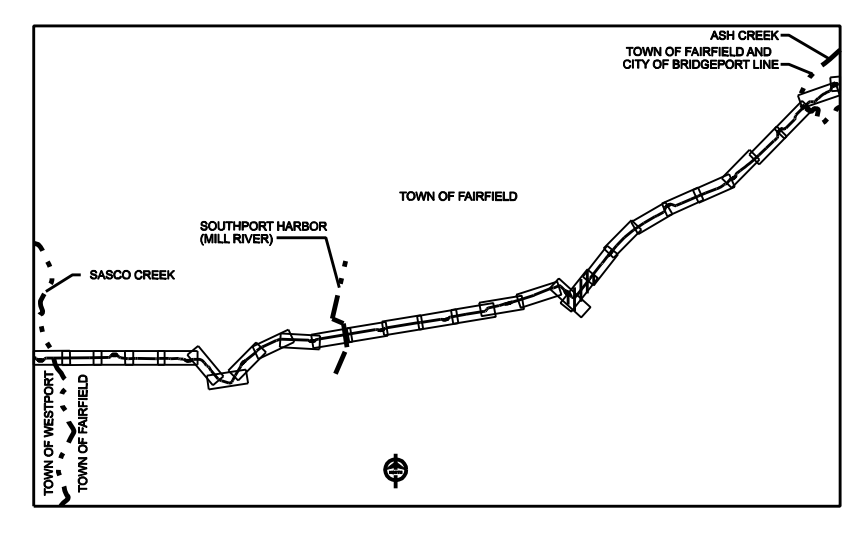 ASH CREEK
TOWN OF FAIRFIELD AND
CITY OF BRIDGEPORT LINE
TOWN OF FAIRFIELD
SOUTHPORT HARBOR
(MILL RIVER)
SASCO CREEK
TOWN OF WESTPORT
TOWN OF FAIRFIELD